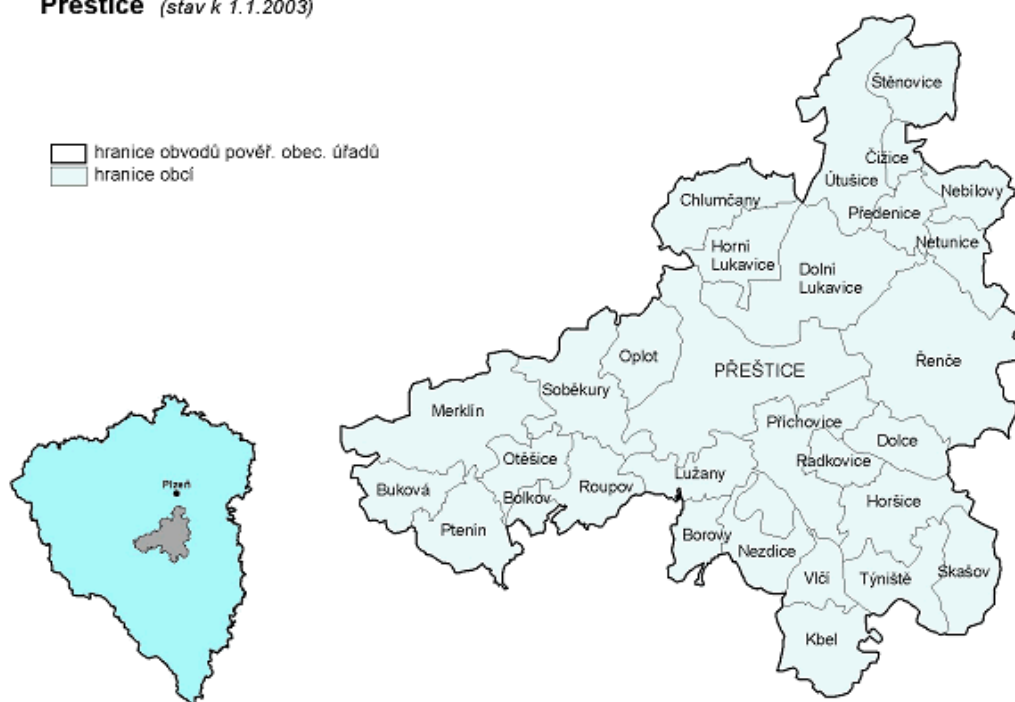 Přeštice (stav k 1.1.2003)
hranice obvodů pověř. obec. úřadů
hranice obcí
Štěnovice
Čižice
Útušice
Nebílovy
Chlumčany
Předenice
Netunice
Horní
Lukavice
Dolní
Lukavice
Oplot
Řenče
PŘEŠTICE
Soběkury
Merklín
Příchovice
Dolce
Otěšice
Radkovice
Lužany
Buková
Bolkov
Roupov
Horšice
Ptenín
Borovy
Nezdice
Vlčí
Týniště
Skašov
Kbel
Plzeň